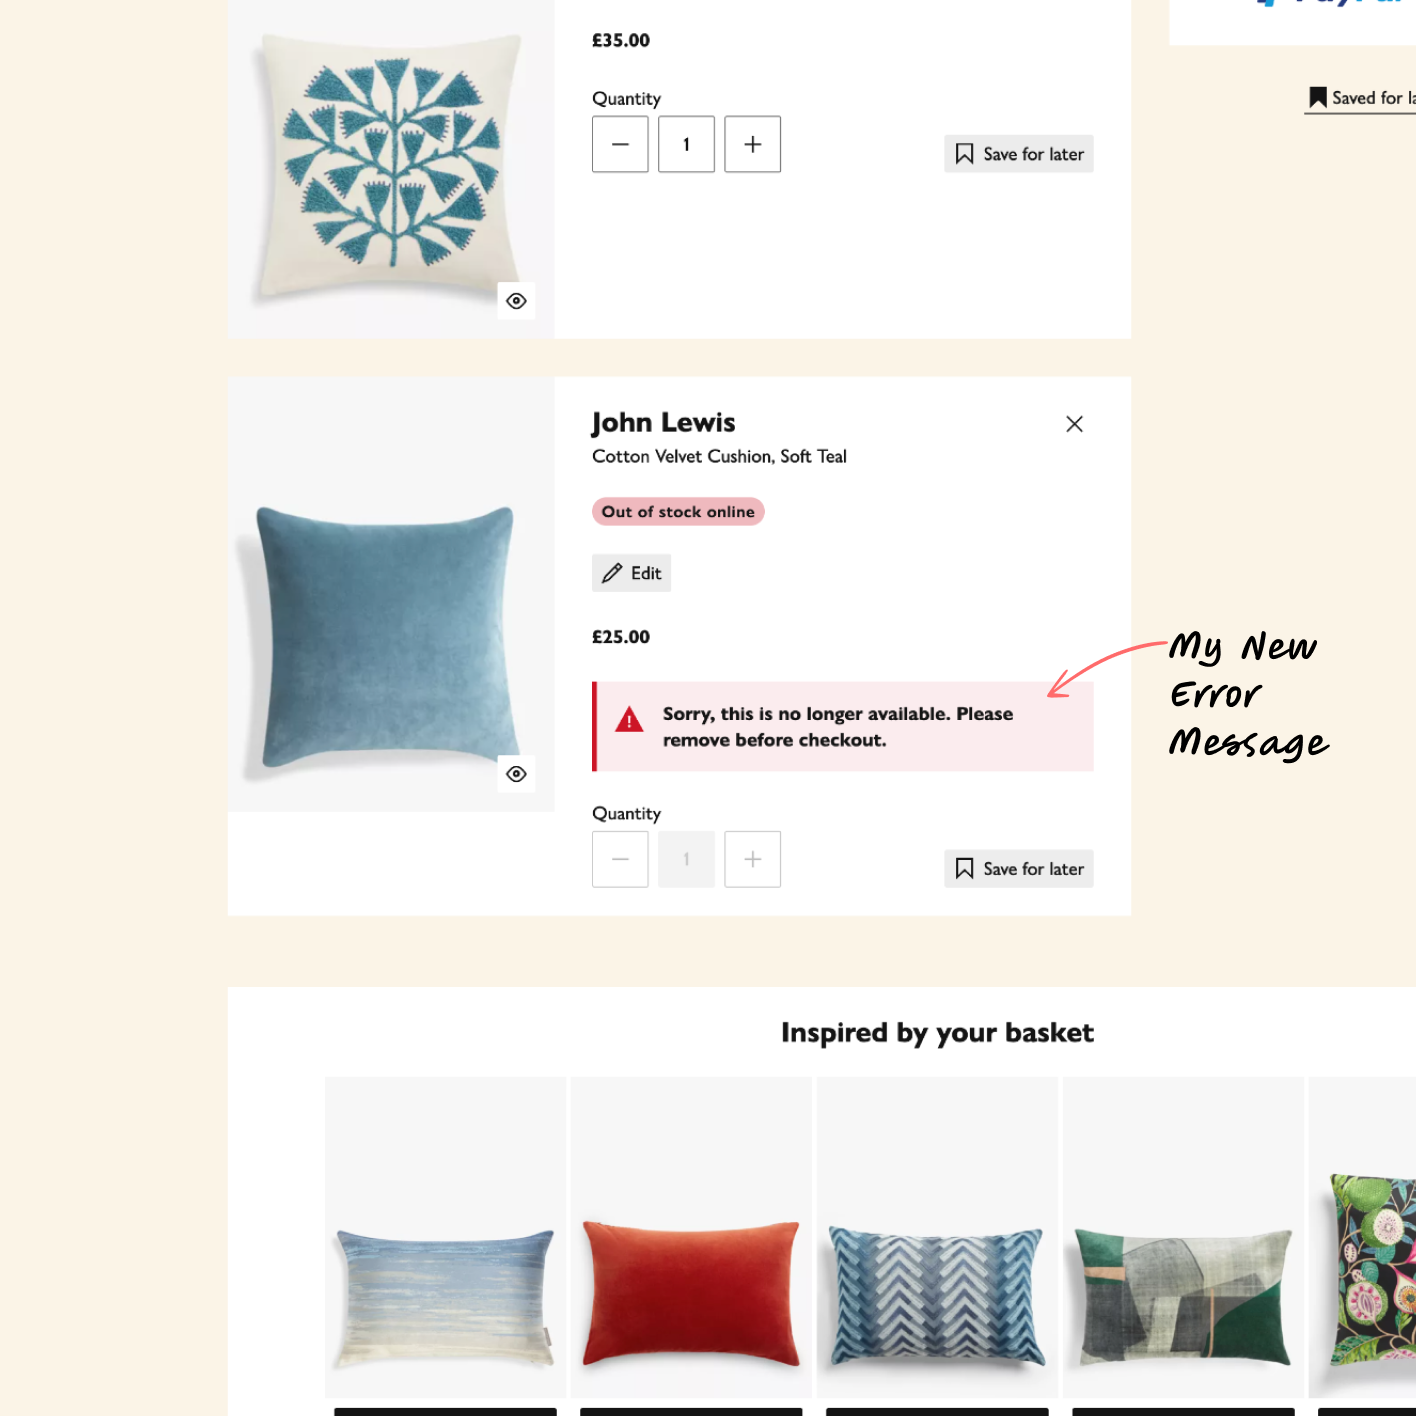 £35.00
Quantity
1
Save for later
Saved for la
John Lewis
Cotton Velvet Cushion, Soft Teal
Out of stock online
Edit
£25.00
My New
Error
Message
Sorry, this is no longer available. Please
remove before checkout.
Quantity
1
Save for later
Inspired by your basket